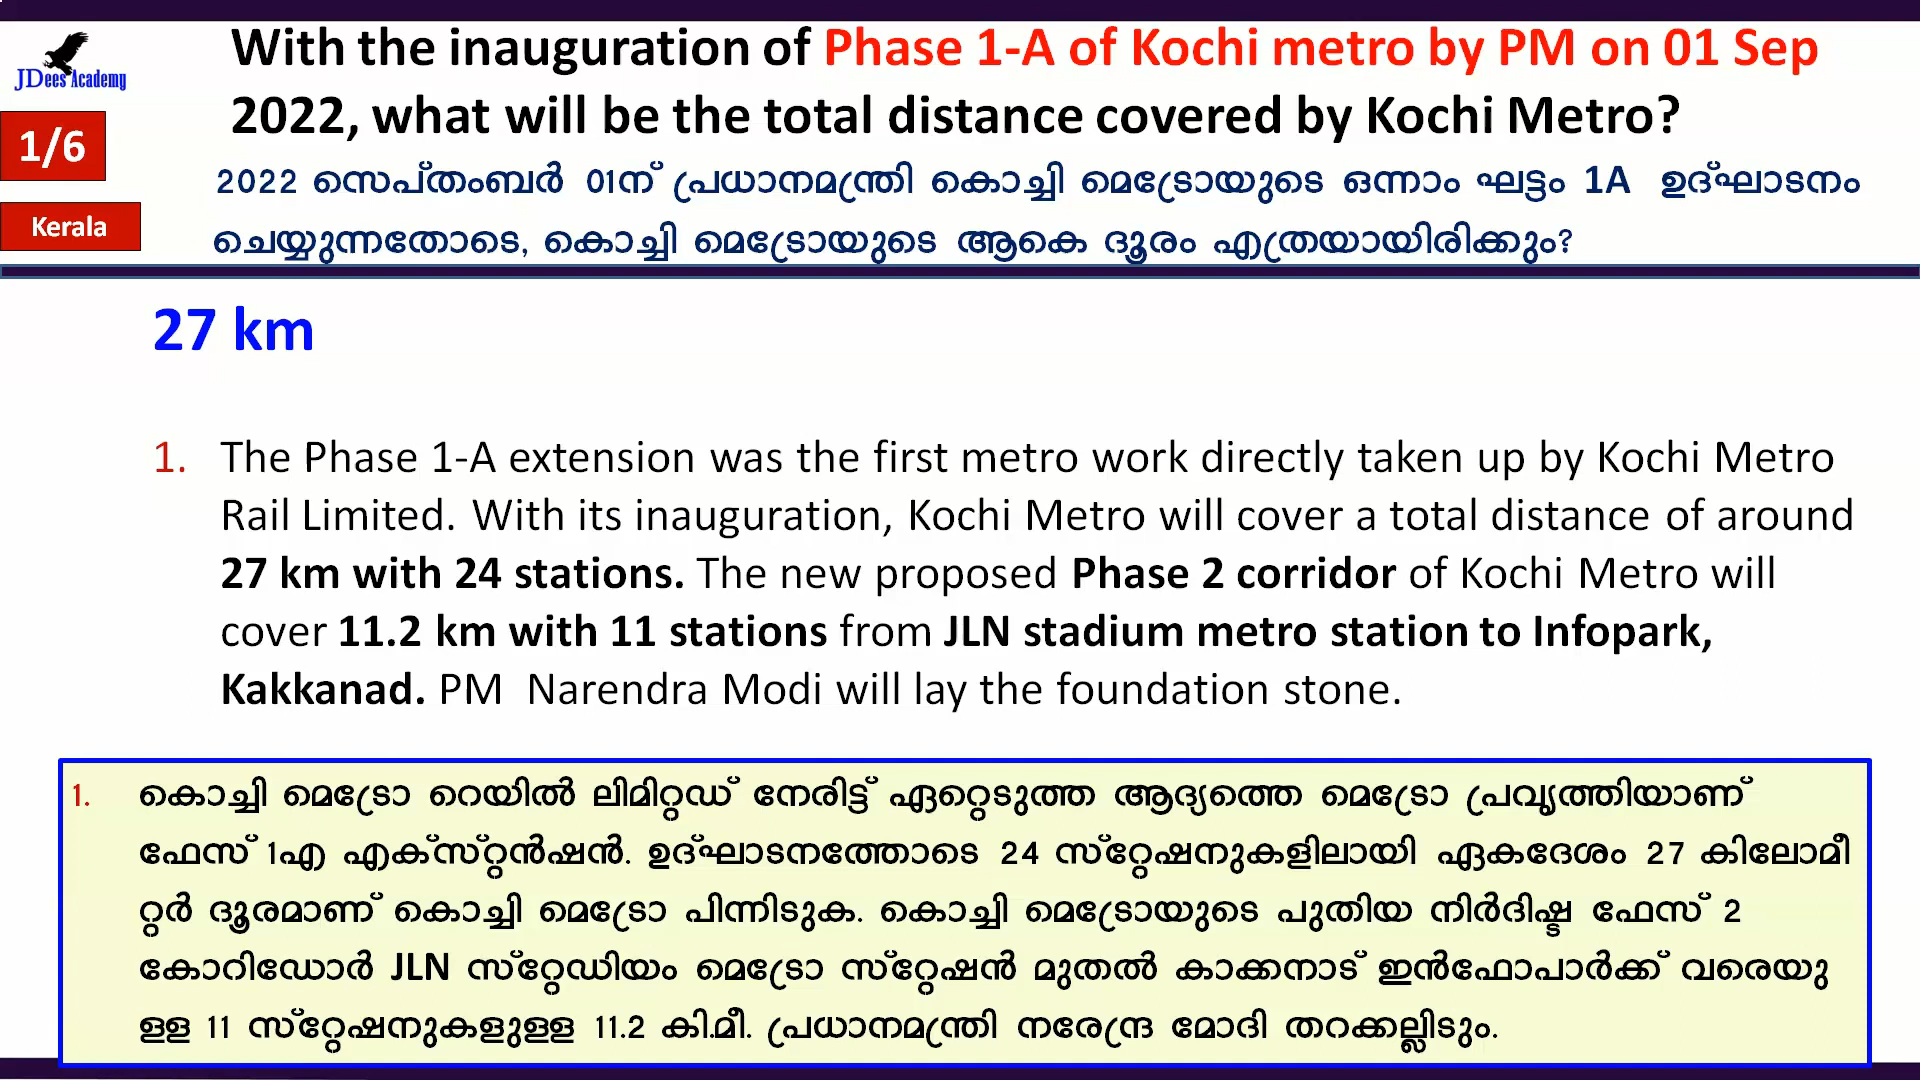 With the inauguration of Phase 1-A of Kochi metro by PM on 01 Sep
JDees Academy
2022, what will be the total distance covered by Kochi Metro?
1/6
2022 സെപ്തംബർ 01ന് പ്രധാനമന്ത്രി കൊച്ചി മെട്രോയുടെ ഒന്നാം ഘട്ടം 1A ഉദ്ഘാടനം
Kerala
ചെയ്യുന്നതോടെ, കൊച്ചി മെട്രോയുടെ ആകെ ദൂരം എത്രയായിരിക്കും?
27 km
1. The Phase 1-A extension was the first metro work directly taken up by Kochi Metro
Rail Limited. With its inauguration, Kochi Metro will cover a total distance of around
27 km with 24 stations. The new proposed Phase 2 corridor of Kochi Metro will
cover 11.2 km with 11 stations from JLN stadium metro station to Infopark,
Kakkanad. PM Narendra Modi will lay the foundation stone.
1. കൊച്ചി മെട്രോ റെയിൽ ലിമിറ്റഡ് നേരിട്ട് ഏറ്റെടുത്ത ആദ്യത്തെ മെട്രോ പ്രവൃത്തിയാണ്
ഫേസ് 1എ എക്സ്റ്റൻഷൻ. ഉദ്ഘാടനത്തോടെ 24 സ്റ്റേഷനുകളിലായി ഏകദേശം 27 കിലോമീ
റ്റർ ദൂരമാണ് കൊച്ചി മെട്രോ പിന്നിടുക. കൊച്ചി മെട്രോയുടെ പുതിയ നിർദിഷ്ട ഫേസ് 2
കോറിഡോർ JLN സ്റ്റേഡിയം മെട്രോ സ്റ്റേഷൻ മുതൽ കാക്കനാട് ഇൻഫോപാർക്ക് വരെയു
ള്ള 11 സ്റ്റേഷനുകളുള്ള 11.2 കി.മീ. പ്രധാനമന്ത്രി നരേന്ദ്ര മോദി തറക്കല്ലിടും.